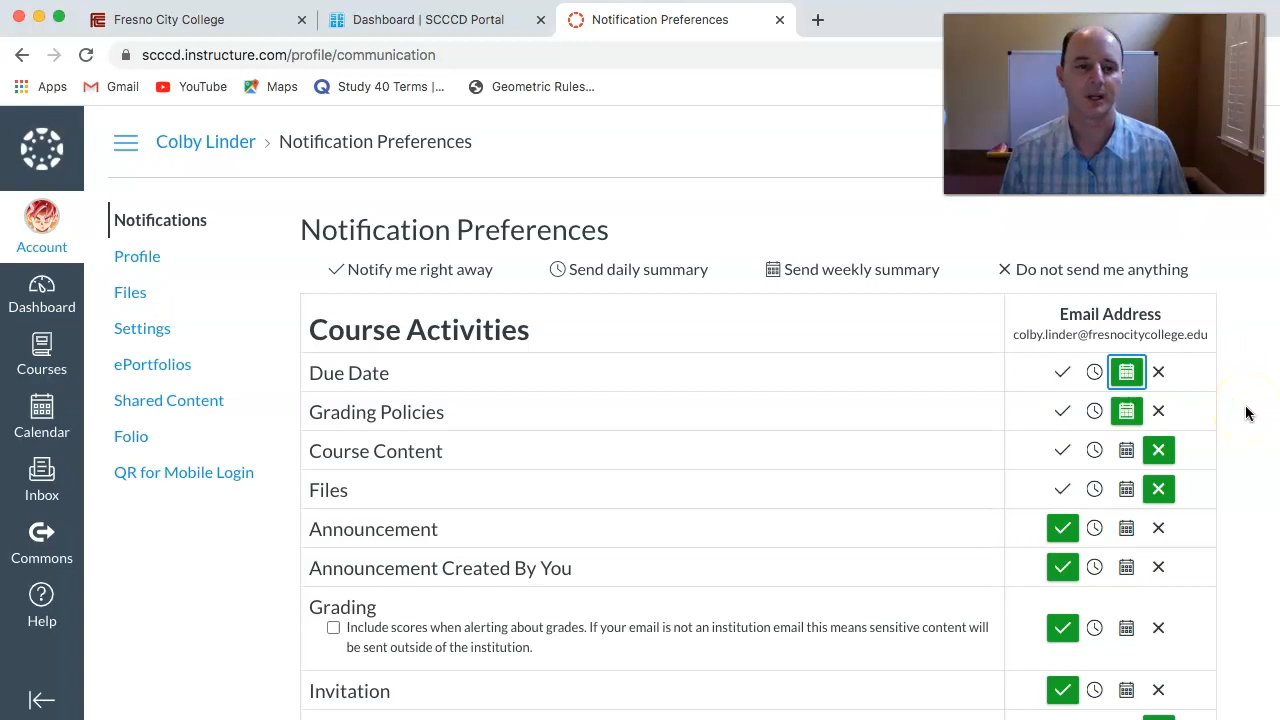 Fresno City College
Dashboard | SCCCD Portal
Notification Preferences
scccd.instructure.com/profile/communication
Apps
Gmail
YouTube
Maps
Study 40 Terms |...
Geometric Rules...
Colby Linder > Notification Preferences
Account
Dashboard
Courses
Calendar
Inbox
Commons
Help
Notifications
Profile
Files
Settings
ePortfolios
Shared Content
Folio
QR for Mobile Login
Notification Preferences
Notify me right away
Send daily summary
Send weekly summary
Do not send me anything
Course Activities
Email Address
colby.linder@fresnocitycollege.edu
Due Date
Grading Policies
Course Content
Files
Announcement
Announcement Created By You
Grading
Include scores when alerting about grades. If your email is not an institution email this means sensitive content will
be sent outside of the institution.
Invitation